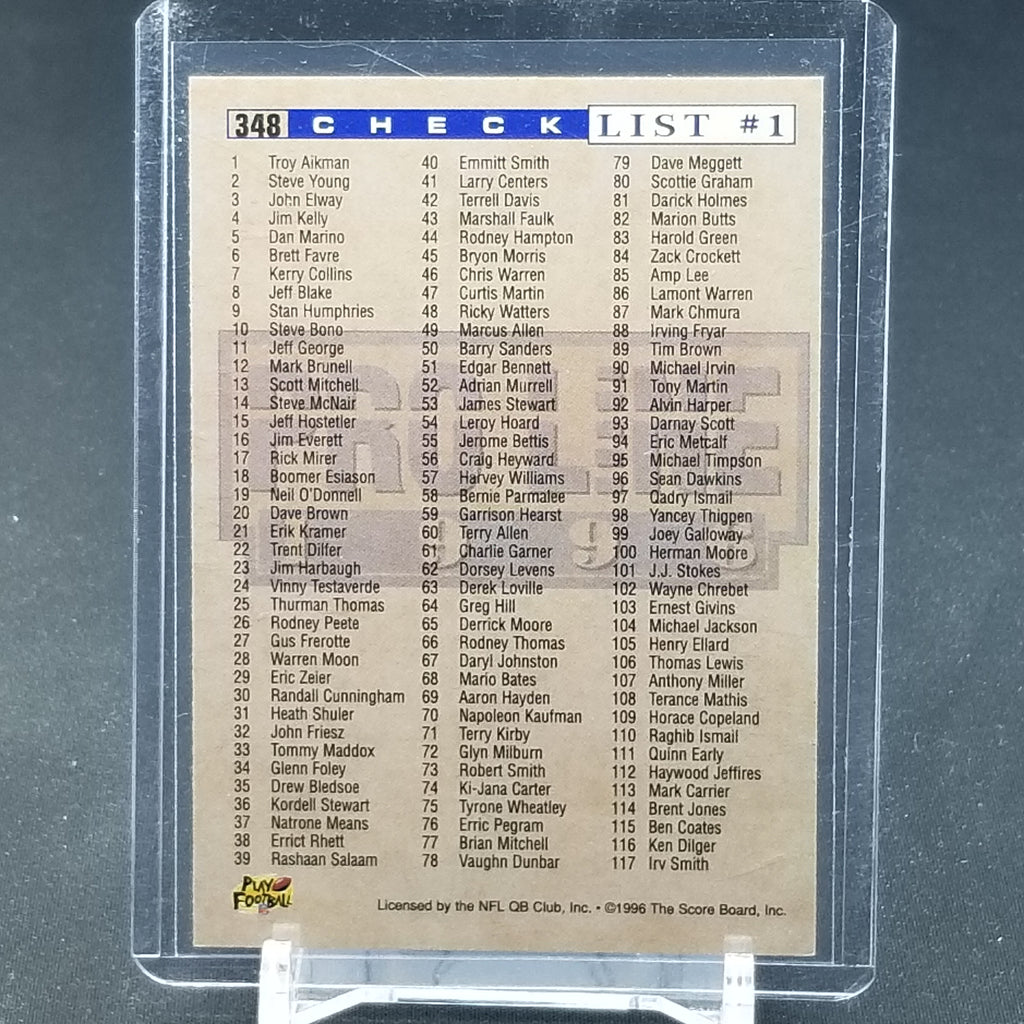 348 CHECK LIST #1
1 Troy Aikman
2 Steve Young
3 John Elway
4 Jim Kelly
5 Dan Marino
6 Brett Favre
7 Kerry Collins
8 Jeff Blake
9 Stan Humphries
10 Steve Bono
11 Jeff George
12 Mark Brunell
13 Scott Mitchell
14 Steve McNair
15 Jeff Hostetler
16 Jim Everett
17 Rick Mirer
18 Boomer Esiason
19 Neil O'Donnell
20 Dave Brown
21 Erik Kramer
22 Trent Dilfer
23 Jim Harbaugh
24 Vinny Testaverde
25 Thurman Thomas
26 Rodney Peete
27 Gus Frerotte
28 Warren Moon
29 Eric Zeier
30 Randall Cunningham
31 Heath Shuler
32 John Friesz
33 Tommy Maddox
34 Glenn Foley
35 Drew Bledsoe
36 Kordell Stewart
37 Natrone Means
38 Errict Rhett
39 Rashaan Salaam
40 Emmitt Smith
41 Larry Centers
42 Terrell Davis
43 Marshall Faulk
44 Rodney Hampton
45 Bryon Morris
46 Chris Warren
47 Curtis Martin
48 Ricky Watters
49 Marcus Allen
50 Barry Sanders
51 Edgar Bennett
52 Adrian Murrell
53 James Stewart
54 Leroy Hoard
55 Jerome Bettis
56 Craig Heyward
57 Harvey Williams
58 Bernie Parmalee
59 Garrison Hearst
60 Terry Allen
61 Charlie Garner
62 Dorsey Levens
63 Derek Loville
64 Greg Hill
65 Derrick Moore
66 Rodney Thomas
67 Daryl Johnston
68 Mario Bates
69 Aaron Hayden
70 Napoleon Kaufman
71 Terry Kirby
72 Glyn Milburn
73 Robert Smith
74 Ki-Jana Carter
75 Tyrone Wheatley
76 Erric Pegram
77 Brian Mitchell
78 Vaughn Dunbar
79 Dave Meggett
80 Scottie Graham
81 Darick Holmes
82 Marion Butts
83 Harold Green
84 Zack Crockett
85 Amp Lee
86 Lamont Warren
87 Mark Chmura
88 Irving Fryar
89 Tim Brown
90 Michael Irvin
91 Tony Martin
92 Alvin Harper
93 Darnay Scott
94 Eric Metcalf
95 Michael Timpson
96 Sean Dawkins
97 Qadry Ismail
98 Yancey Thigpen
99 Joey Galloway
100 Herman Moore
101 J.J. Stokes
102 Wayne Chrebet
103 Ernest Givins
104 Michael Jackson
105 Henry Ellard
106 Thomas Lewis
107 Anthony Miller
108 Terance Mathis
109 Horace Copeland
110 Raghib Ismail
111 Quinn Early
112 Haywood Jeffires
113 Mark Carrier
114 Brent Jones
115 Ben Coates
116 Ken Dilger
117 Irv Smith
PLAY
FOOTBALL
Licensed by the NFL QB Club, Inc. • ©1996 The Score Board, Inc.